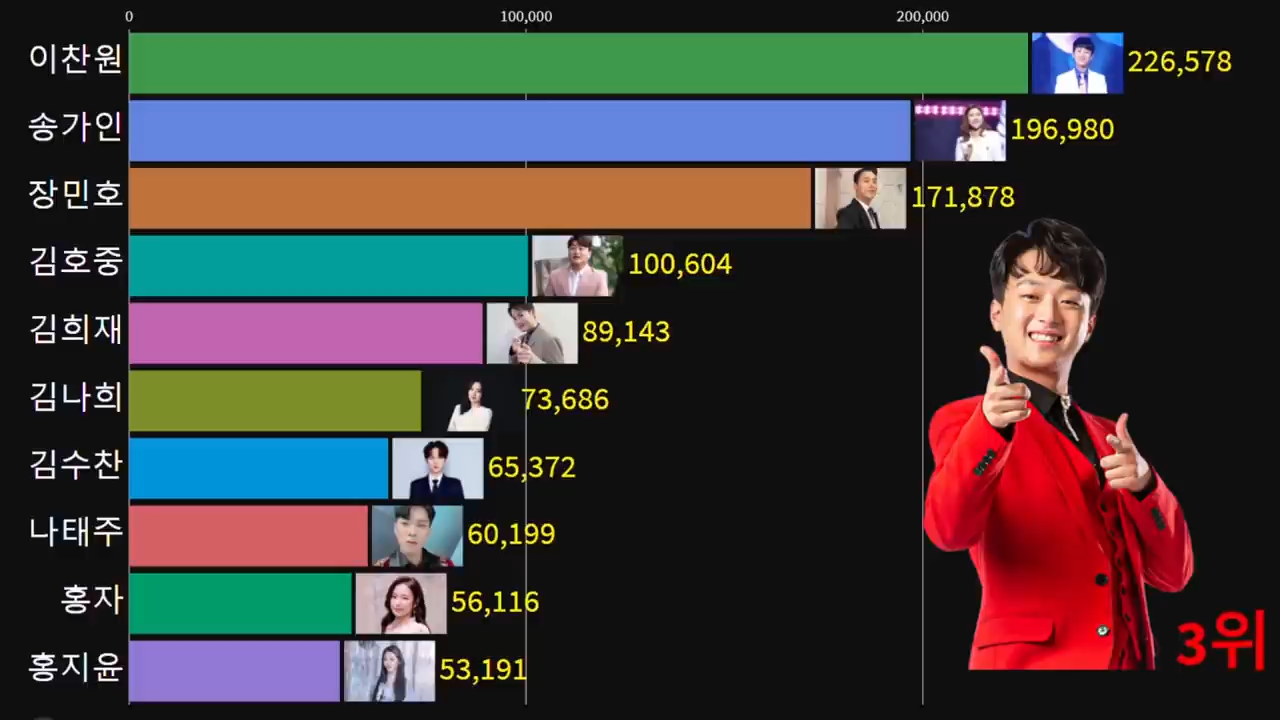 0 100,000 200,000
이찬원 226,578
송가인 196,980
장민호 171,878
김호중 100,604
김희재 89,143
김나희 73,686
김수찬 65,372
나태주 60,199
홍자 56,116
홍지윤 53,191
3위